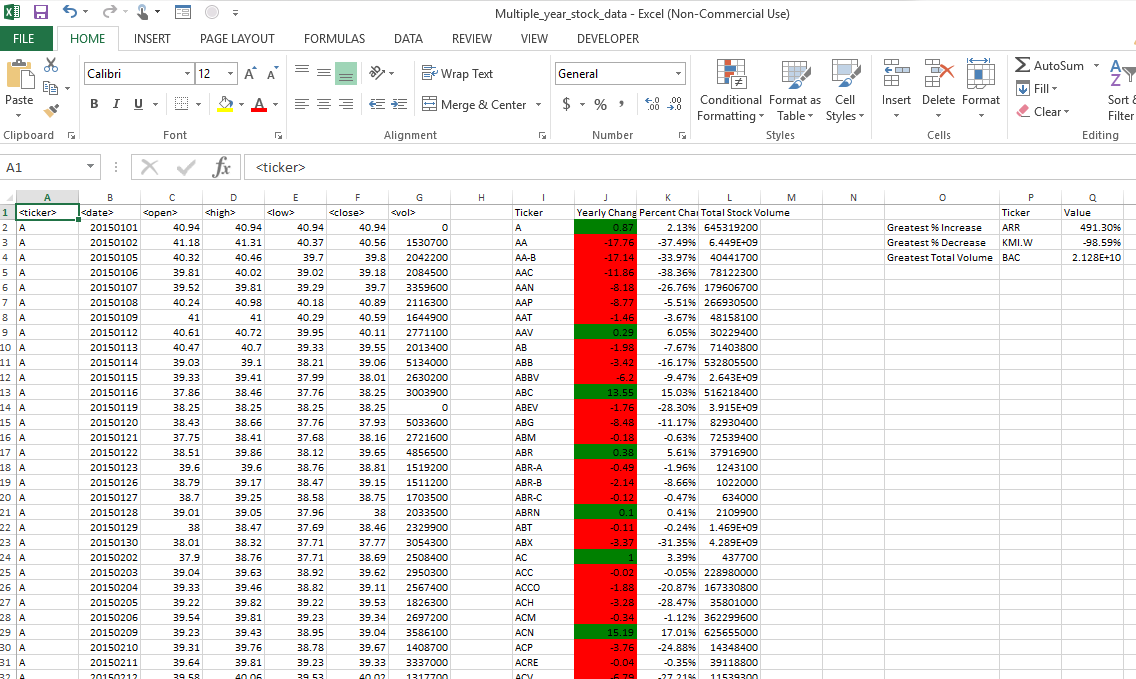 Multiple_year_stock_data - Excel (Non-Commercial Use)
FILE HOME INSERT PAGE LAYOUT FORMULAS DATA REVIEW VIEW DEVELOPER
Calibri 12 Wrap Text General AutoSum
Paste B I U Merge & Center $ % , Conditional Formatting Format as Table Cell Styles Insert Delete Format Fill Clear Sort & Filter
Clipboard Font Alignment Number Styles Cells Editing
A1 fx <ticker>
A B C D E F G H I J K L M N O P Q
1 <ticker> <date> <open> <high> <low> <close> <vol> Ticker Yearly Chang Percent Chan Total Stock Volume Ticker Value
2 A 20150101 40.94 40.94 40.94 40.94 0 A 0.87 2.13% 645319200 Greatest % Increase ARR 491.30%
3 A 20150102 41.18 41.31 40.37 40.56 1530700 AA -17.76 -37.49% 6.449E+09 Greatest % Decrease KMI.W -98.59%
4 A 20150105 40.32 40.46 39.7 39.8 2042200 AA-B -17.14 -33.97% 40441700 Greatest Total Volume BAC 2.128E+10
5 A 20150106 39.81 40.02 39.02 39.18 2084500 AAC -11.86 -38.36% 78122300
6 A 20150107 39.52 39.81 39.29 39.7 3359600 AAN -8.18 -26.76% 179606700
7 A 20150108 40.24 40.98 40.18 40.89 2116300 AAP -8.77 -5.51% 266930500
8 A 20150109 41 41 40.29 40.59 1644900 AAT -1.46 -3.67% 48158100
9 A 20150112 40.61 40.72 39.95 40.11 2771100 AAV 0.29 6.05% 30229400
10 A 20150113 40.47 40.7 39.33 39.55 2013400 AB -1.98 -7.67% 71403800
11 A 20150114 39.03 39.1 38.21 39.06 5134000 ABB -3.42 -16.17% 532805500
12 A 20150115 39.33 39.41 37.99 38.01 2630200 ABBV -6.2 -9.47% 2.643E+09
13 A 20150116 37.86 38.46 37.76 38.25 3003900 ABC 13.55 15.03% 516218400
14 A 20150119 38.25 38.25 38.25 38.25 0 ABEV -1.76 -28.30% 3.915E+09
15 A 20150120 38.43 38.66 37.76 37.93 5033600 ABG -8.48 -11.17% 82930400
16 A 20150121 37.75 38.41 37.68 38.16 2721600 ABM -0.18 -0.63% 72539400
17 A 20150122 38.51 39.86 38.12 39.65 4856500 ABR 0.38 5.61% 37916900
18 A 20150123 39.6 39.6 38.76 38.81 1519200 ABR-A -0.49 -1.96% 1243100
19 A 20150126 38.79 39.17 38.47 39.15 1511200 ABR-B -2.14 -8.66% 1022000
20 A 20150127 38.7 39.25 38.58 38.75 1703500 ABR-C -0.12 -0.47% 634000
21 A 20150128 39.01 39.05 37.96 38 2033500 ABRN 0.1 0.41% 2109900
22 A 20150129 38 38.47 37.69 38.46 2329900 ABT -0.11 -0.24% 1.469E+09
23 A 20150130 38.01 38.32 37.71 37.77 3054300 ABX -3.37 -31.35% 4.289E+09
24 A 20150202 37.9 38.76 37.71 38.69 2508400 AC 1 3.39% 437700
25 A 20150203 39.04 39.63 38.92 39.62 2950300 ACC -0.02 -0.05% 228980000
26 A 20150204 39.33 39.46 38.82 39.11 2567400 ACCO -1.88 -20.87% 167330800
27 A 20150205 39.22 39.82 39.22 39.53 1826300 ACH -3.28 -28.47% 35801000
28 A 20150206 39.54 39.81 39.23 39.34 2697200 ACM -0.34 -1.12% 362299600
29 A 20150209 39.23 39.43 38.95 39.04 3586100 ACN 15.19 17.01% 625655000
30 A 20150210 39.31 39.76 38.78 39.67 1408700 ACP -3.76 -24.88% 14348400
31 A 20150211 39.64 39.81 39.23 39.33 3337000 ACRE -0.04 -0.35% 39118800
32 A 20150212 39.58 40.06 39.53 40.02 1317700 ACV -6.79 -27.21% 11539300